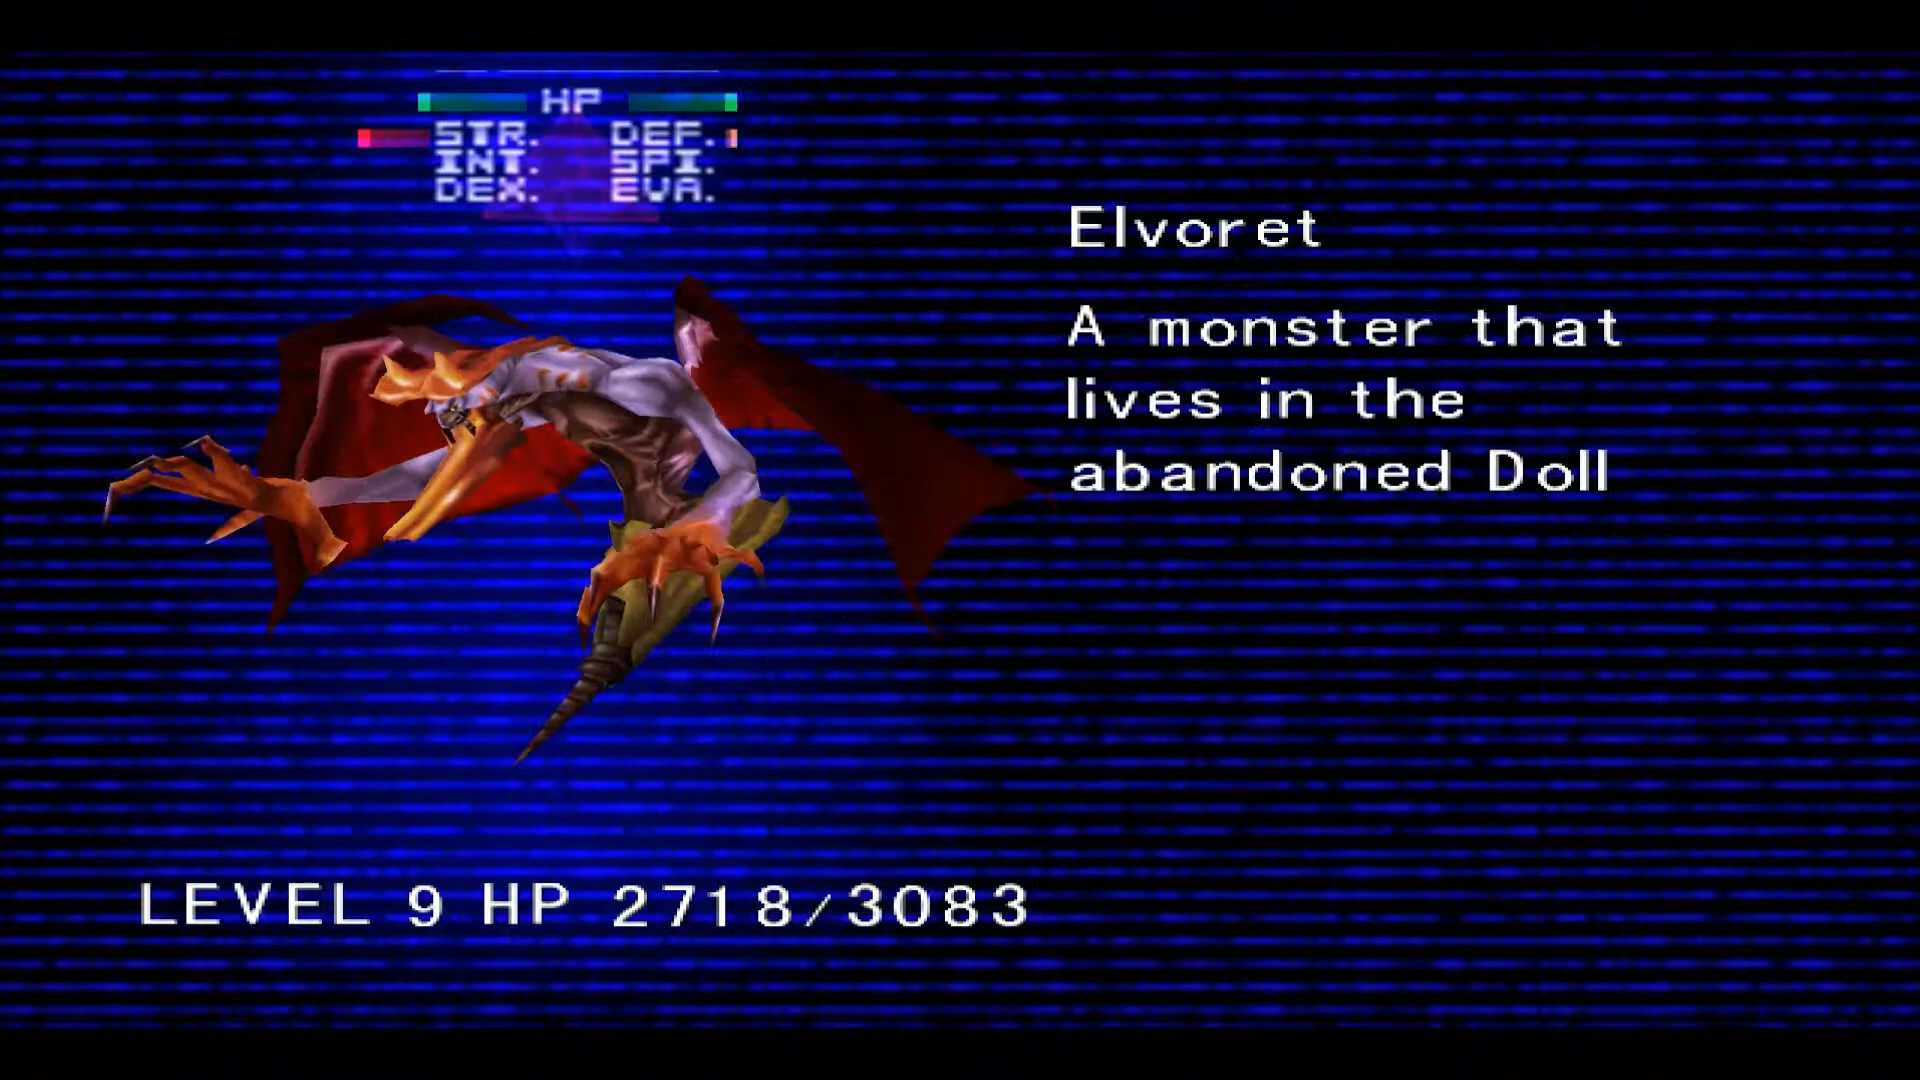 HP
STR. DEF.
INT. SPI.
DEX. EVA.
Elvoret
A monster that
lives in the
abandoned Doll
LEVEL 9 HP 2718/3083